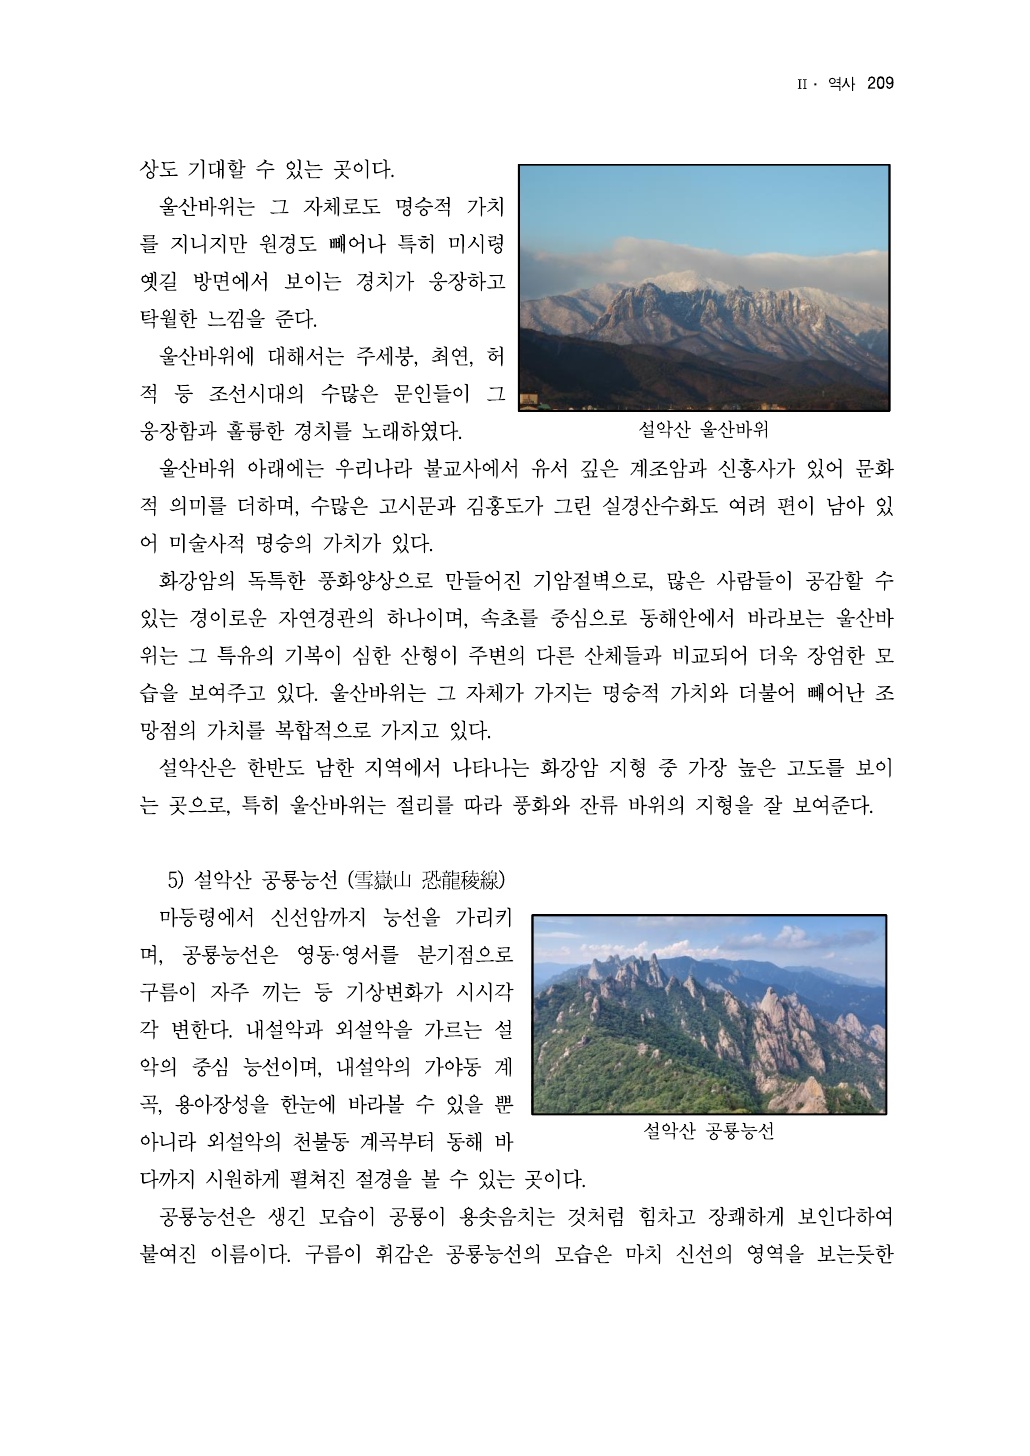 II · 역사 209
상도 기대할 수 있는 곳이다.
울산바위는 그 자체로도 명승적 가치
를 지니지만 원경도 빼어나 특히 미시령
옛길 방면에서 보이는 경치가 웅장하고
탁월한 느낌을 준다.
울산바위에 대해서는 주세붕, 최연, 허
적 등 조선시대의 수많은 문인들이 그
웅장함과 훌륭한 경치를 노래하였다.
설악산 울산바위
울산바위 아래에는 우리나라 불교사에서 유서 깊은 계조암과 신흥사가 있어 문화
적 의미를 더하며, 수많은 고시문과 김홍도가 그린 실경산수화도 여려 편이 남아 있
어 미술사적 명승의 가치가 있다.
화강암의 독특한 풍화양상으로 만들어진 기암절벽으로, 많은 사람들이 공감할 수
있는 경이로운 자연경관의 하나이며, 속초를 중심으로 동해안에서 바라보는 울산바
위는 그 특유의 기복이 심한 산형이 주변의 다른 산체들과 비교되어 더욱 장엄한 모
습을 보여주고 있다. 울산바위는 그 자체가 가지는 명승적 가치와 더불어 빼어난 조
망점의 가치를 복합적으로 가지고 있다.
설악산은 한반도 남한 지역에서 나타나는 화강암 지형 중 가장 높은 고도를 보이
는 곳으로, 특히 울산바위는 절리를 따라 풍화와 잔류 바위의 지형을 잘 보여준다.
5) 설악산 공룡능선 (雪嶽山 恐龍稜線)
마등령에서 신선암까지 능선을 가리키
며, 공룡능선은 영동·영서를 분기점으로
구름이 자주 끼는 등 기상변화가 시시각
각 변한다. 내설악과 외설악을 가르는 설
악의 중심 능선이며, 내설악의 가야동 계
곡, 용아장성을 한눈에 바라볼 수 있을 뿐
아니라 외설악의 천불동 계곡부터 동해 바
다까지 시원하게 펼쳐진 절경을 볼 수 있는 곳이다.
설악산 공룡능선
공룡능선은 생긴 모습이 공룡이 용솟음치는 것처럼 힘차고 장쾌하게 보인다하여
붙여진 이름이다. 구름이 휘감은 공룡능선의 모습은 마치 신선의 영역을 보는듯한